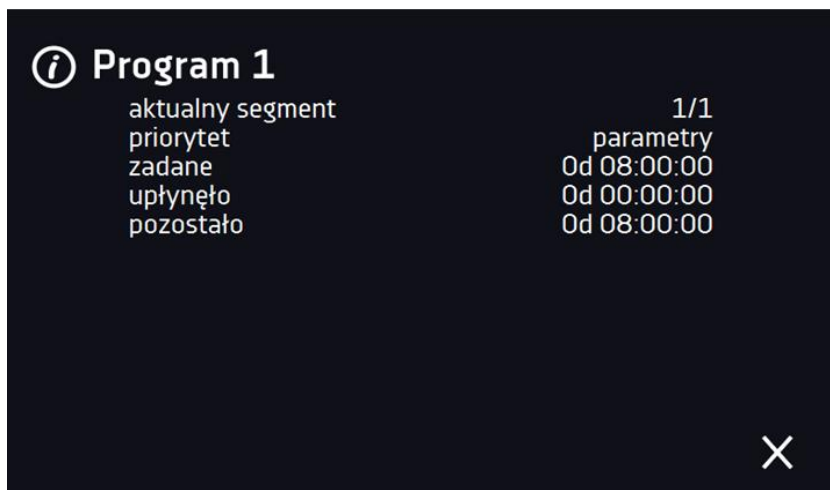 Program 1
aktualny segment 1/1
priorytet parametry
zadane 0d 08:00:00
upłynęło 0d 00:00:00
pozostało 0d 08:00:00